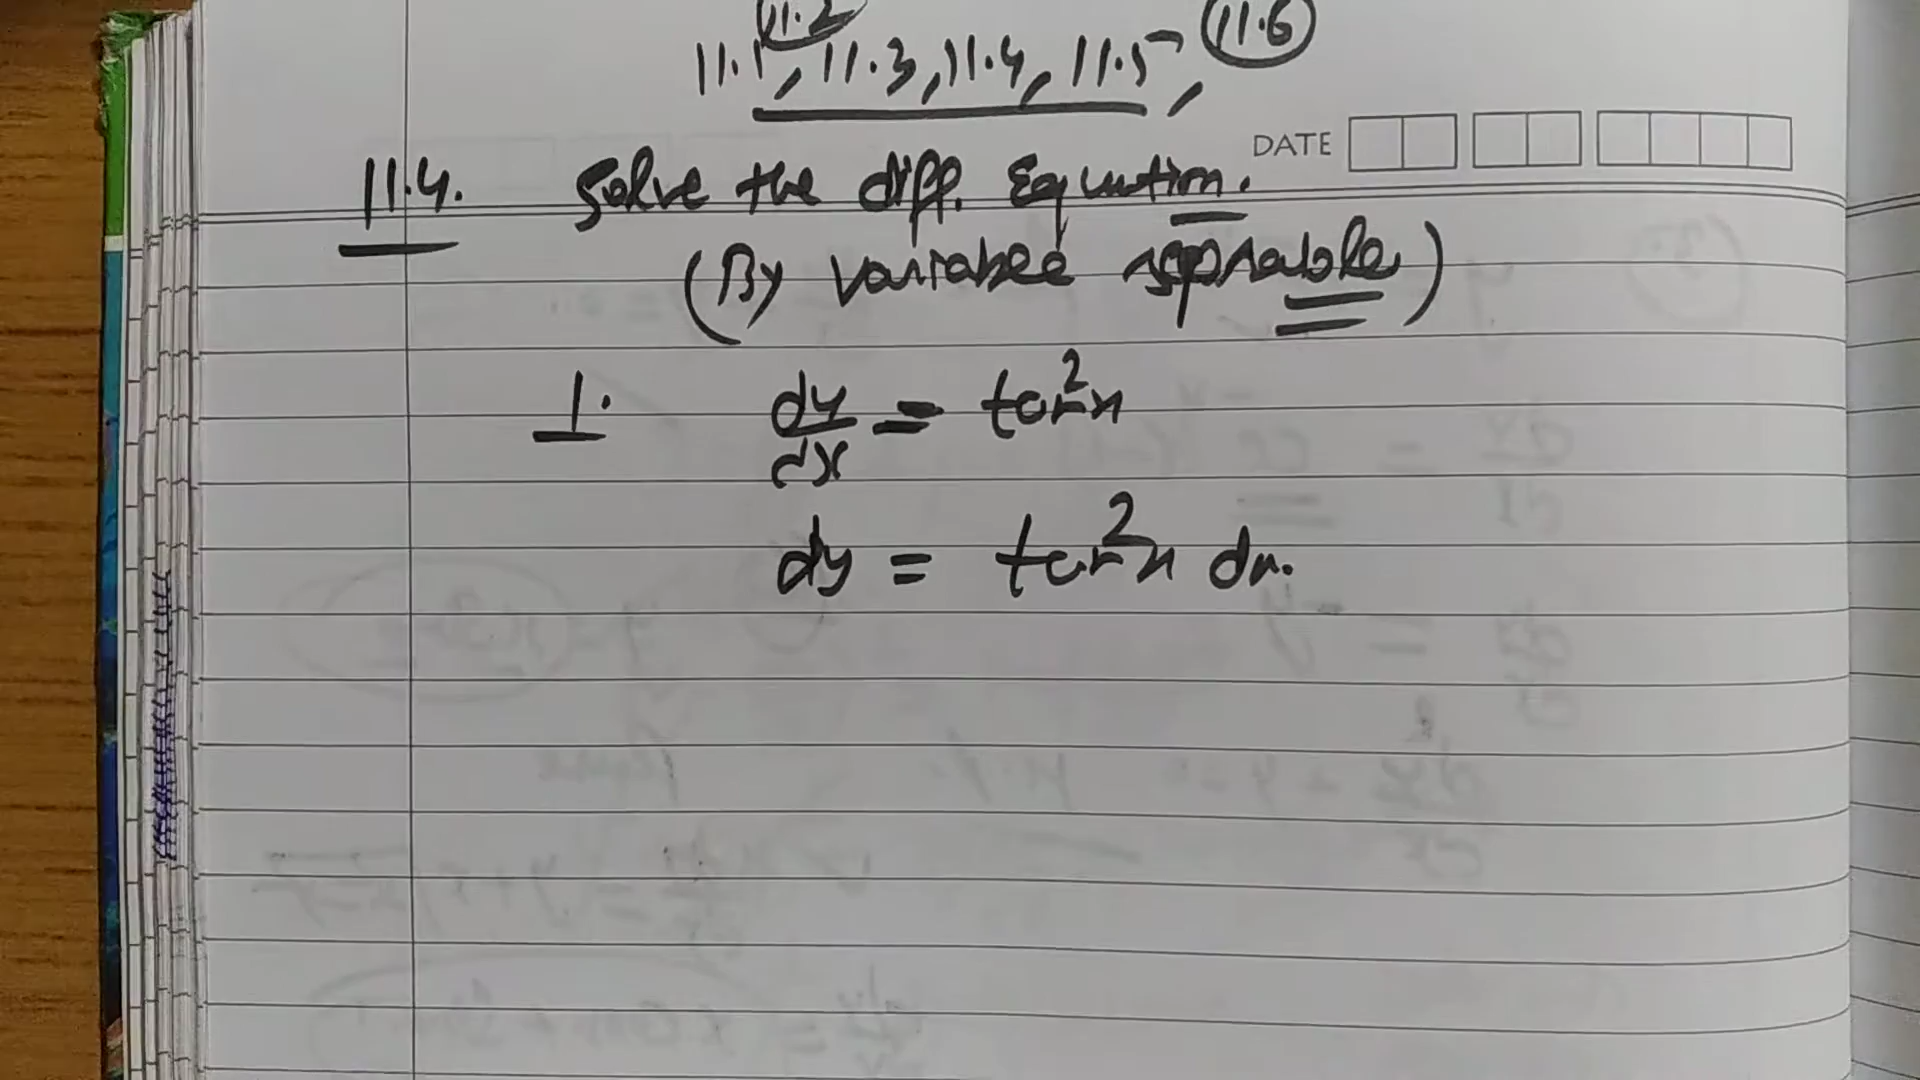 11.2 11.6
11.1, 11.3, 11.4, 11.5,
DATE
11.4. Solve the diff. Equation.
(By variable seprable)
1. dy/dx = tan²x
dy = tan²x dx.